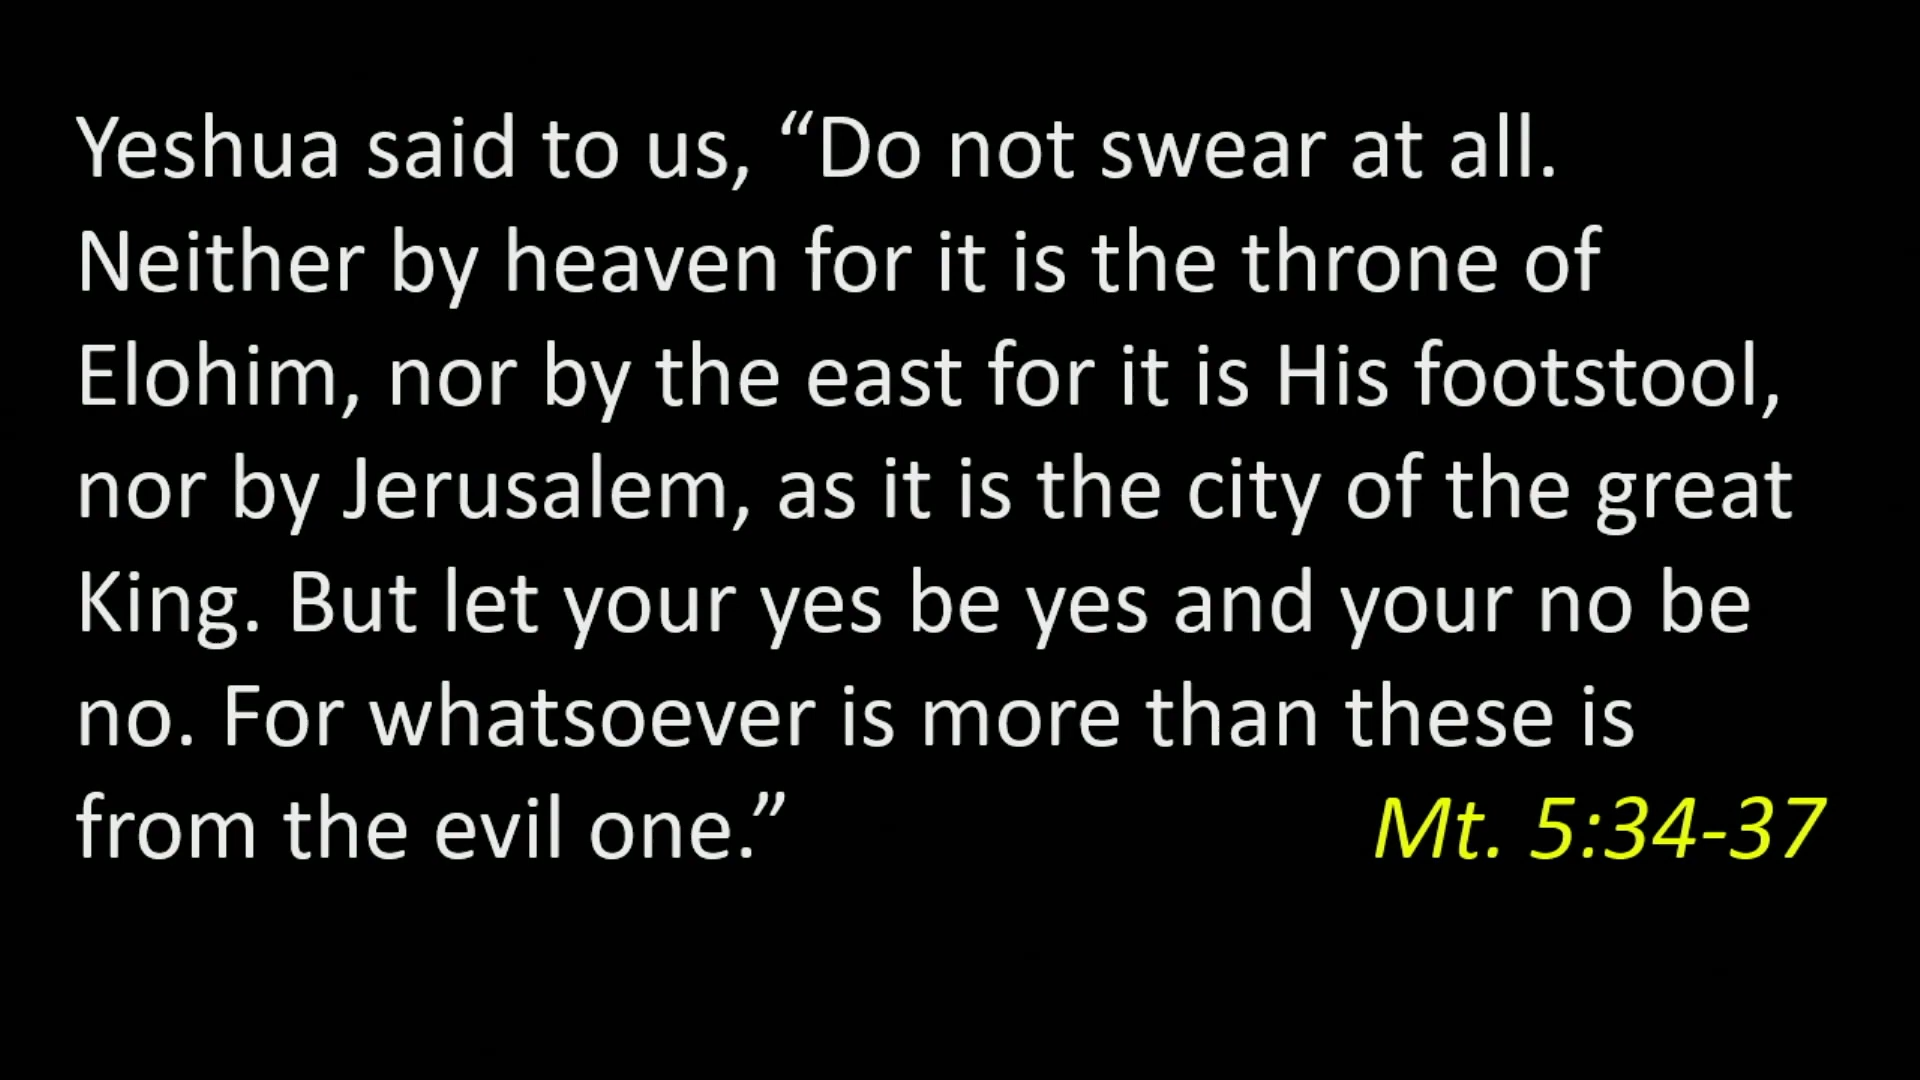 Yeshua said to us, “Do not swear at all.
Neither by heaven for it is the throne of
Elohim, nor by the east for it is His footstool,
nor by Jerusalem, as it is the city of the great
King. But let your yes be yes and your no be
no. For whatsoever is more than these is
from the evil one.” Mt. 5:34-37